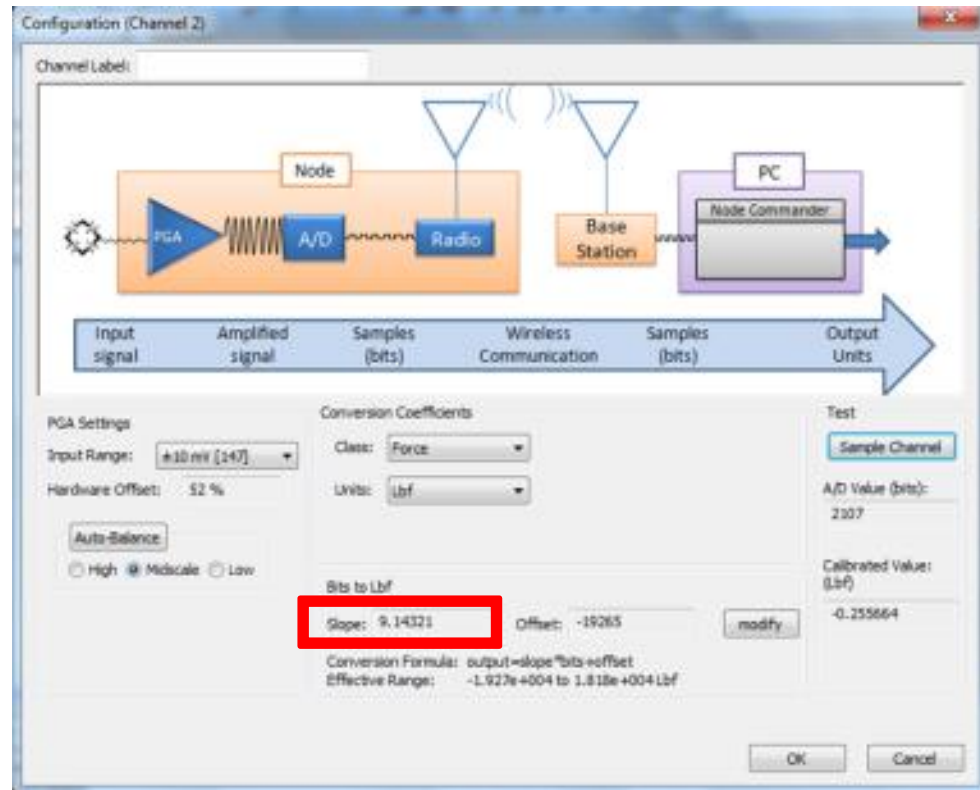 Configuration (Channel 2)
Channel Label:
Node
PC
Node Commander
PGA
A/D
Radio
Base
Station
Input
signal
Amplified
signal
Samples
(bits)
Wireless
Communication
Samples
(bits)
Output
Units
PGA Settings
Input Range: ±10 mV [147]
Hardware Offset: 52 %
Auto-Balance
High Midscale Low
Conversion Coefficients
Class: Force
Units: Lbf
Bits to Lbf
Slope: 9.14321 Offset: -19265 modify
Conversion Formula: output=slope*bits+offset
Effective Range: -1.927e+004 to 1.818e+004 Lbf
Test
Sample Channel
A/D Value (bits):
2107
Calibrated Value:
(Lbf)
-0.255664
OK Cancel